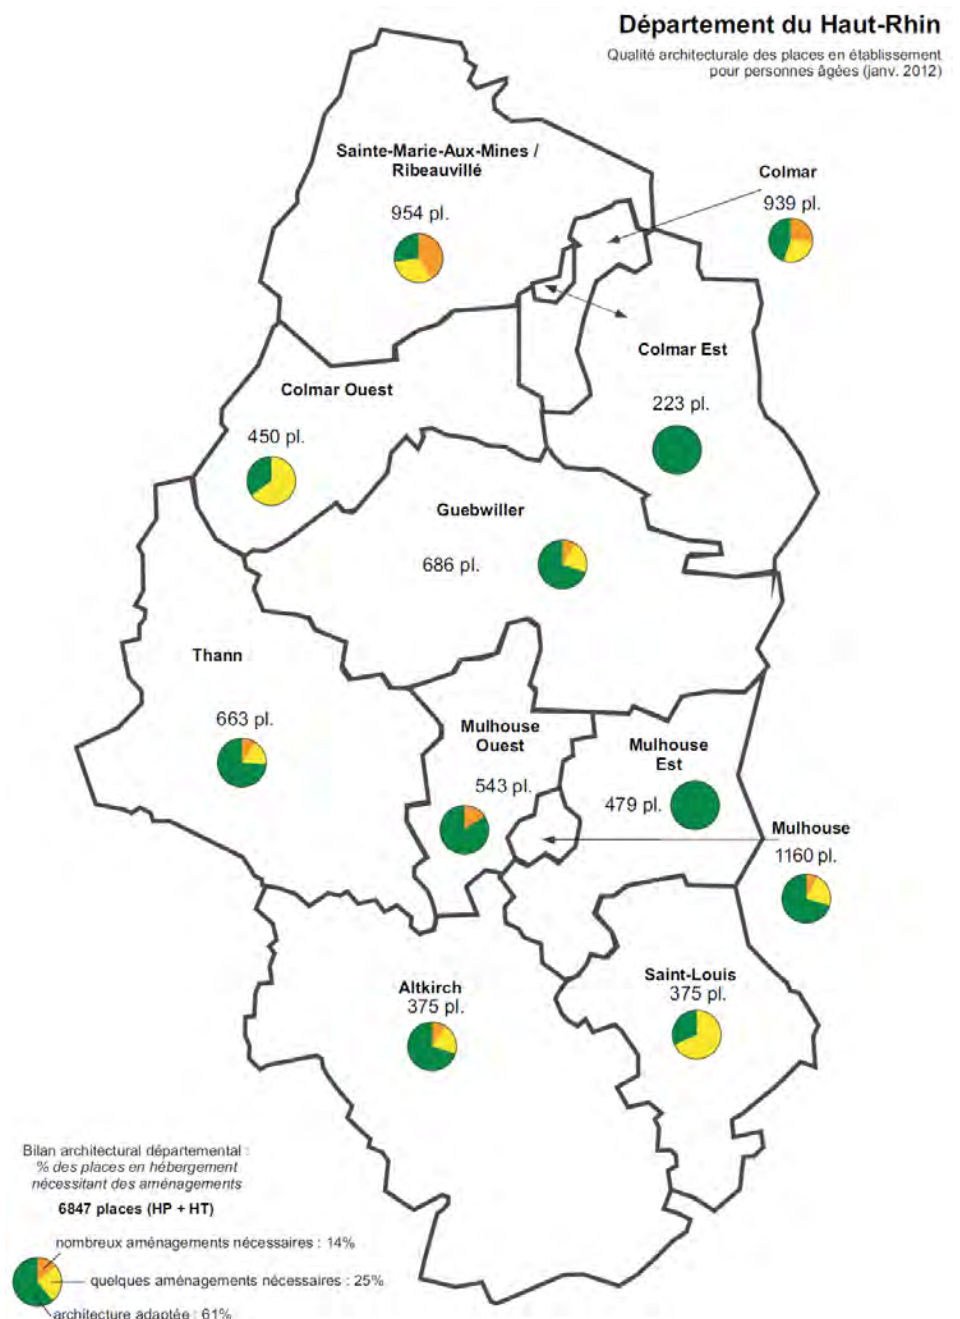 Département du Haut-Rhin
Qualité architecturale des places en établissement
pour personnes âgées (janv. 2012)
Sainte-Marie-Aux-Mines /
Ribeauvillé
954 pl.
Colmar
939 pl.
Colmar Est
223 pl.
Colmar Ouest
450 pl.
Guebwiller
686 pl.
Thann
663 pl.
Mulhouse
Ouest
543 pl.
Mulhouse
Est
479 pl.
Mulhouse
1160 pl.
Altkirch
375 pl.
Saint-Louis
375 pl.
Bilan architectural départemental :
% des places en hébergement
nécessitant des aménagements
6847 places (HP + HT)
nombreux aménagements nécessaires : 14%
quelques aménagements nécessaires : 25%
architecture adaptée : 61%